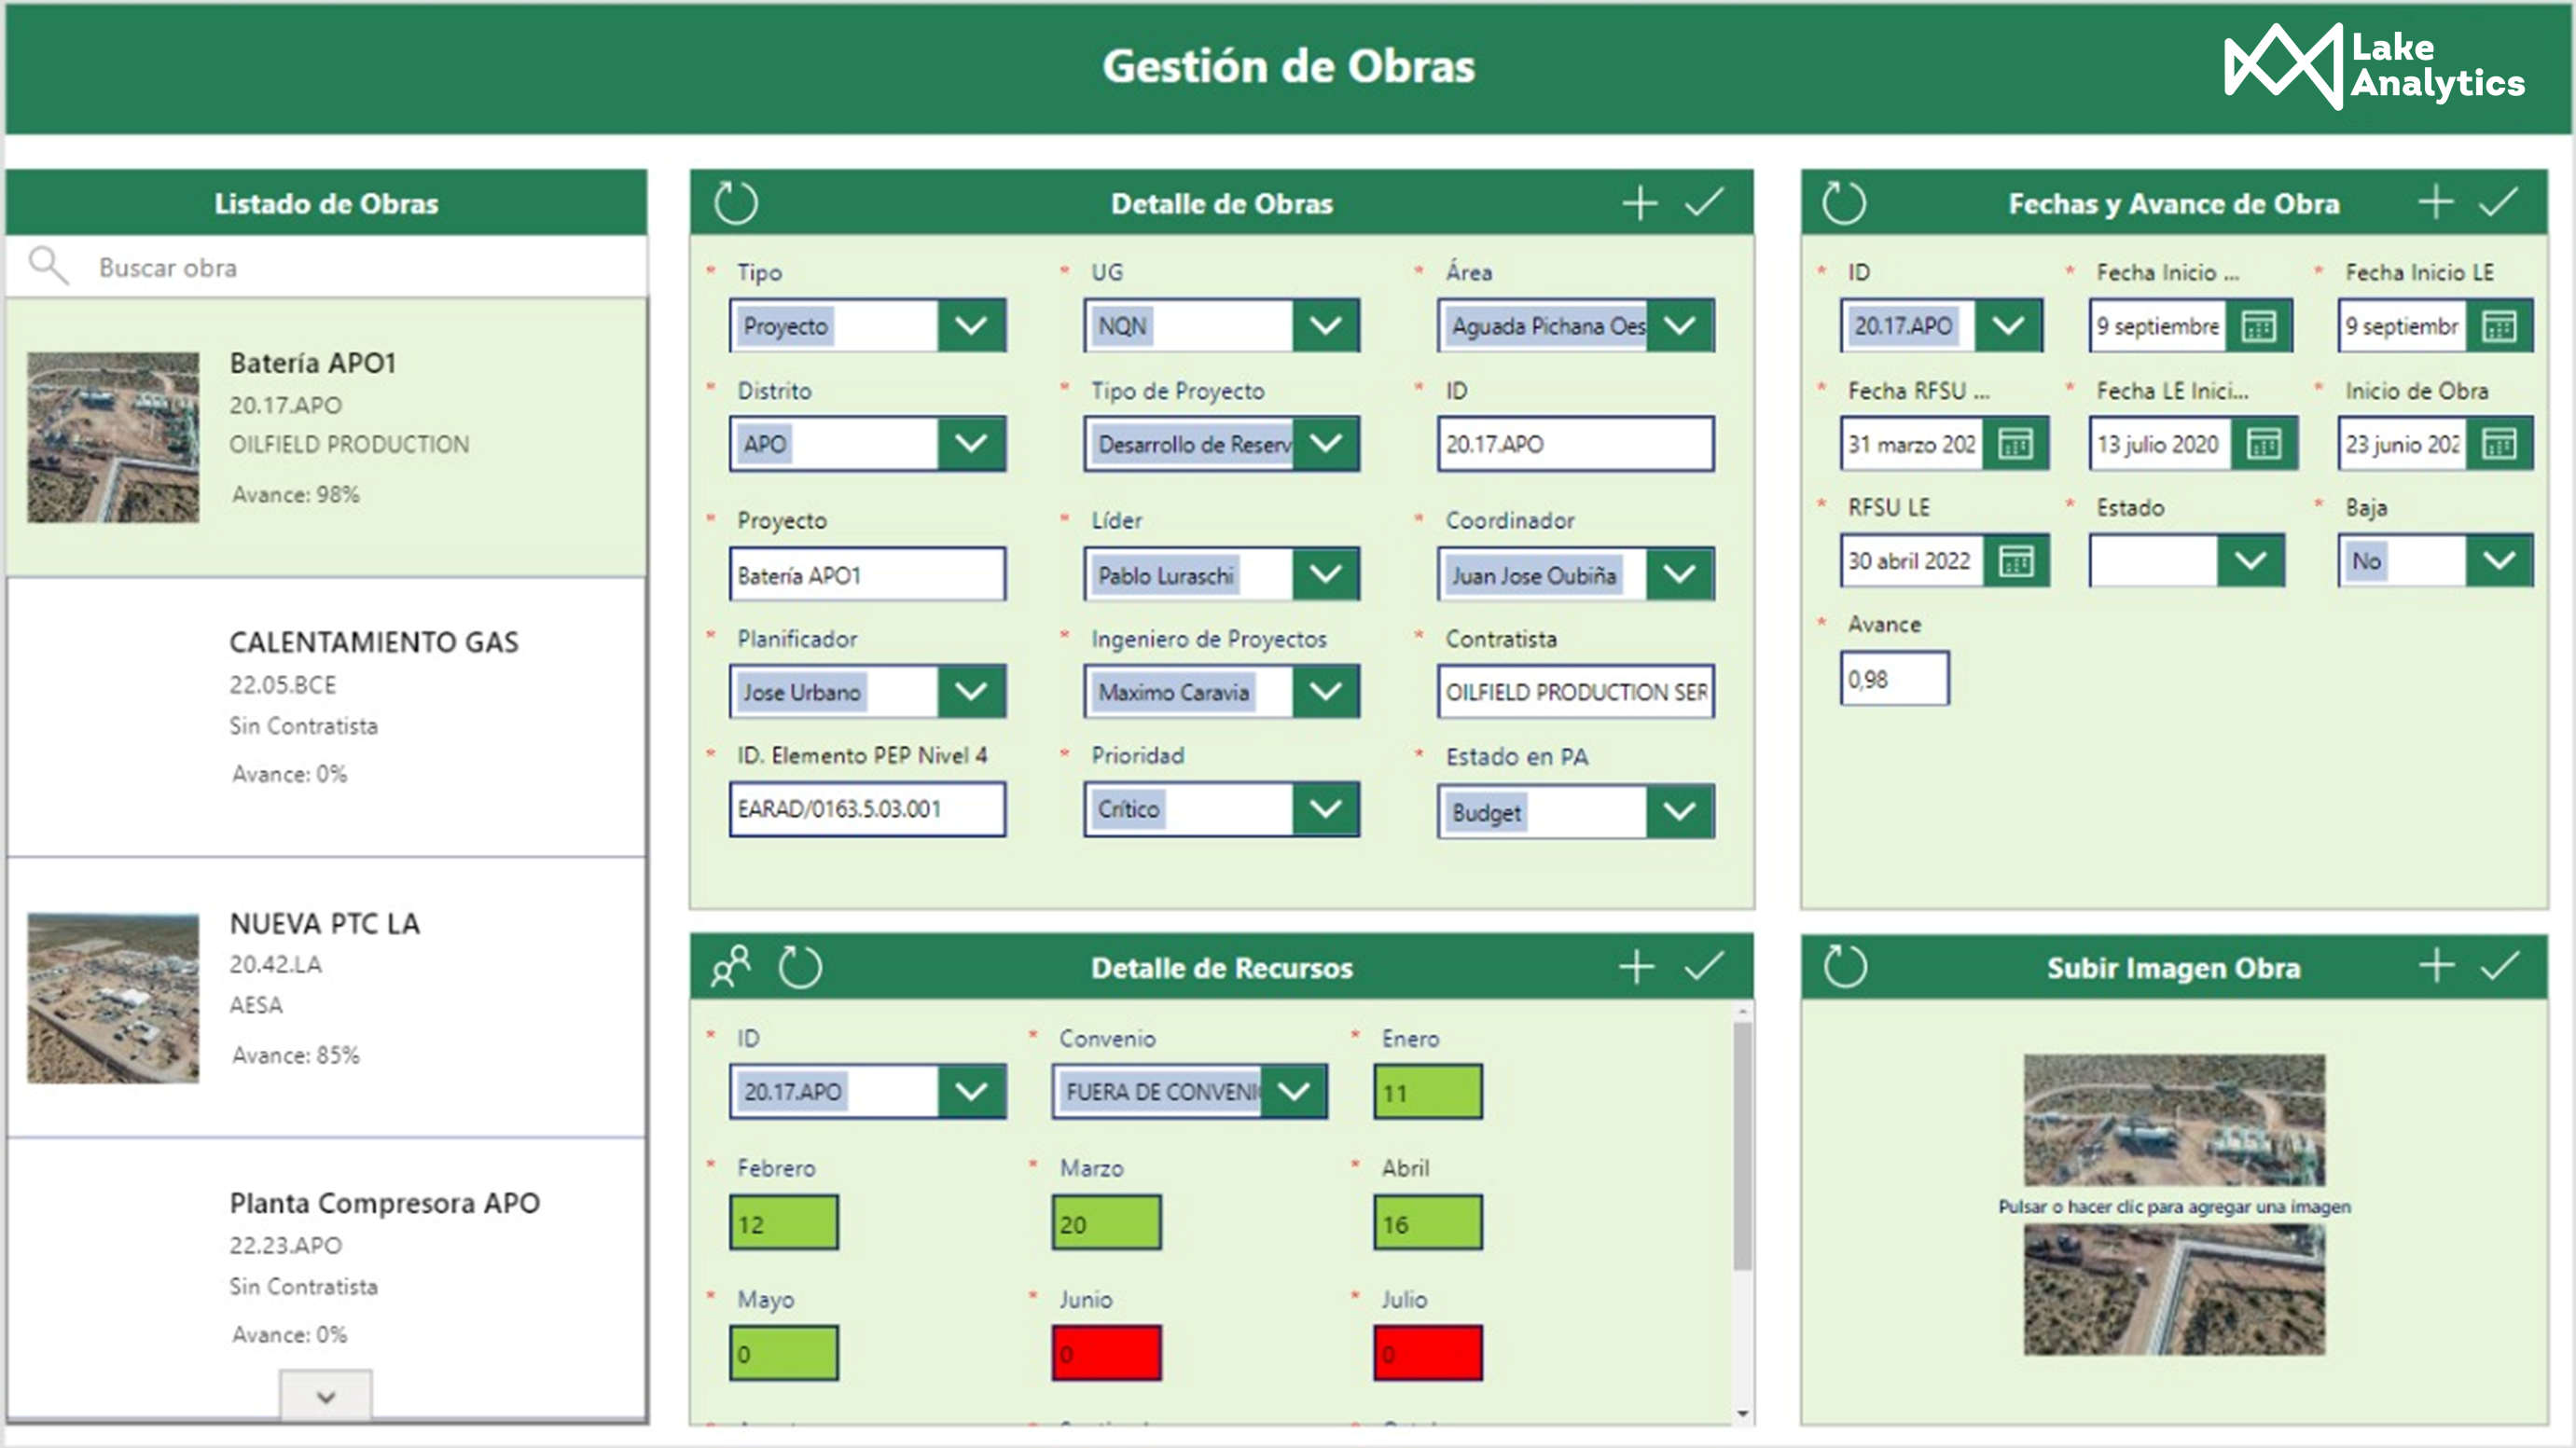 Gestión de Obras
Lake
Analytics
Listado de Obras
Buscar obra
Batería APO1
20.17.APO
OILFIELD PRODUCTION
Avance: 98%
CALENTAMIENTO GAS
22.05.BCE
Sin Contratista
Avance: 0%
NUEVA PTC LA
20.42.LA
AESA
Avance: 85%
Planta Compresora APO
22.23.APO
Sin Contratista
Avance: 0%
Detalle de Obras
* Tipo * UG * Área
Proyecto NQN Aguada Pichana Oes
* Distrito * Tipo de Proyecto * ID
APO Desarrollo de Reserv 20.17.APO
* Proyecto * Líder * Coordinador
Batería APO1 Pablo Luraschi Juan Jose Oubiña
* Planificador * Ingeniero de Proyectos * Contratista
Jose Urbano Maximo Caravia OILFIELD PRODUCTION SER
* ID. Elemento PEP Nivel 4 * Prioridad * Estado en PA
EARAD/0163.5.03.001 Crítico Budget
Fechas y Avance de Obra
* ID * Fecha Inicio ... * Fecha Inicio LE
20.17.APO 9 septiembre 9 septiembr
* Fecha RFSU ... * Fecha LE Inici... * Inicio de Obra
31 marzo 202 13 julio 2020 23 junio 202
* RFSU LE * Estado * Baja
30 abril 2022 No
* Avance
0,98
Detalle de Recursos
* ID * Convenio * Enero
20.17.APO FUERA DE CONVENI 11
* Febrero * Marzo * Abril
12 20 16
* Mayo * Junio * Julio
0 0 0
Subir Imagen Obra
Pulsar o hacer clic para agregar una imagen